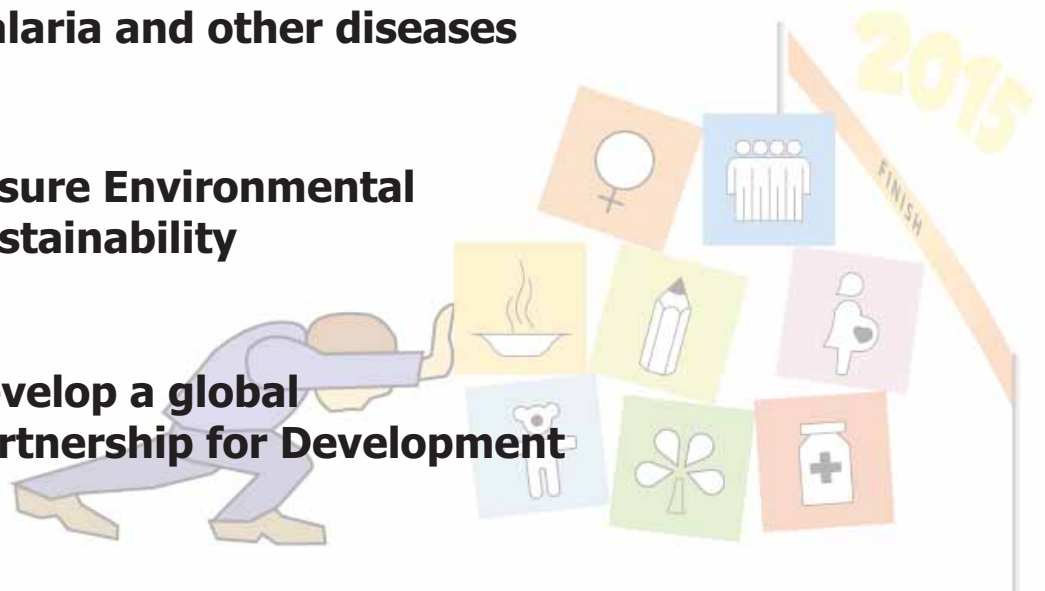 alaria and other diseases
sure Environmental
stainability
velop a global
rtnership for Development
2015
FINISH